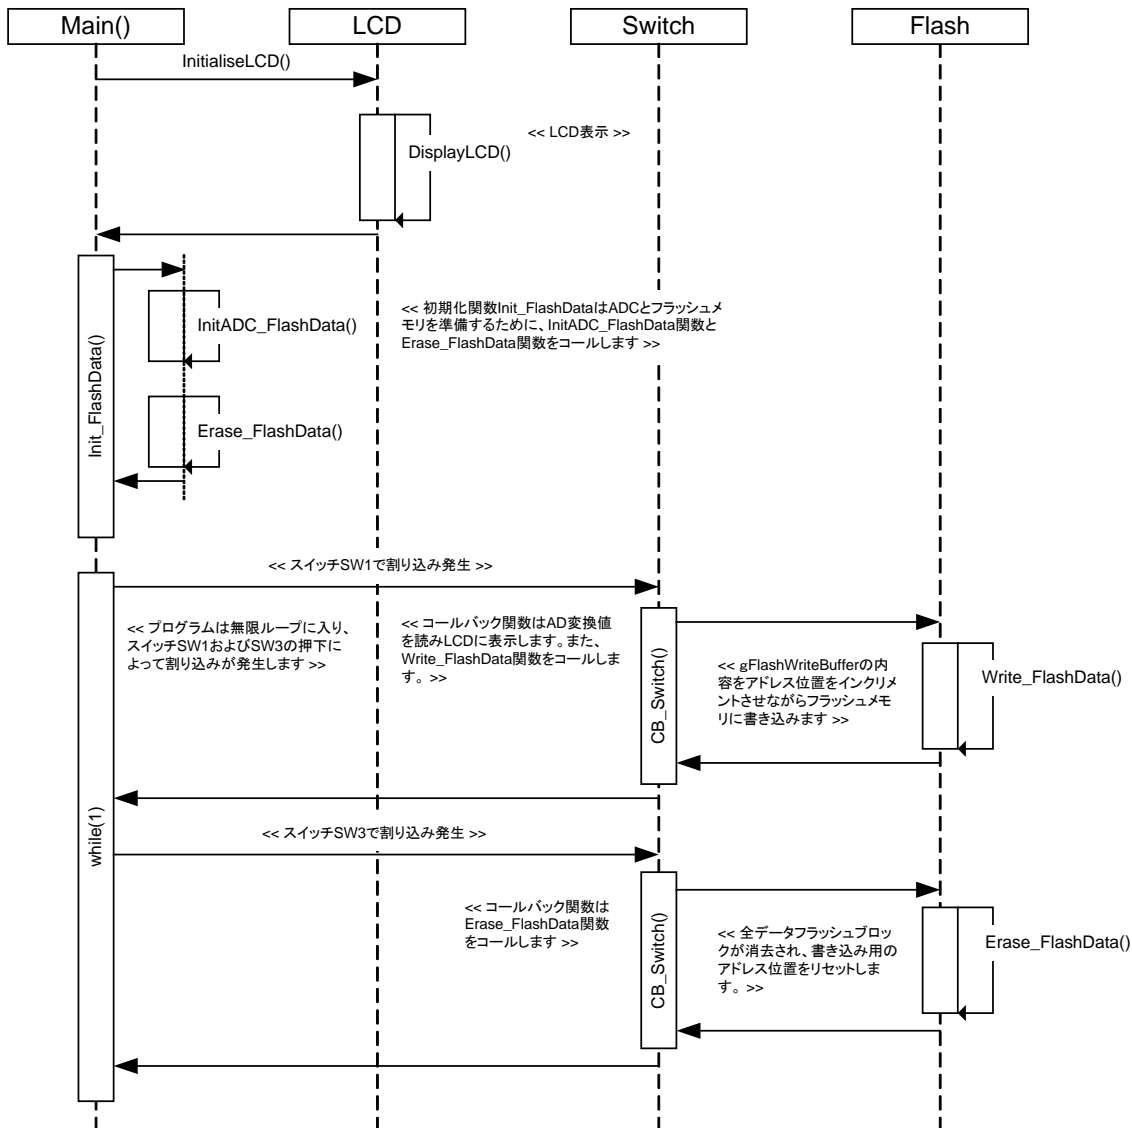 Main()
LCD
Switch
Flash
InitialiseLCD()
<< LCD表示 >>
DisplayLCD()
Init_FlashData()
InitADC_FlashData()
<< 初期化関数Init_FlashDataはADCとフラッシュメ
モリを準備するために、InitADC_FlashData関数と
Erase_FlashData関数をコールします >>
Erase_FlashData()
<< スイッチSW1で割り込み発生 >>
<< プログラムは無限ループに入り、
スイッチSW1およびSW3の押下に
よって割り込みが発生します >>
<< コールバック関数はAD変換値
を読みLCDに表示します。また、
Write_FlashData関数をコールしま
す。 >>
CB_Switch()
<< gFlashWriteBufferの内
容をアドレス位置をインクリメ
ントさせながらフラッシュメモ
リに書き込みます >>
Write_FlashData()
while(1)
<< スイッチSW3で割り込み発生 >>
<< コールバック関数は
Erase_FlashData関数
をコールします >>
CB_Switch()
<< 全データフラッシュブロッ
クが消去され、書き込み用の
アドレス位置をリセットしま
す。 >>
Erase_FlashData()